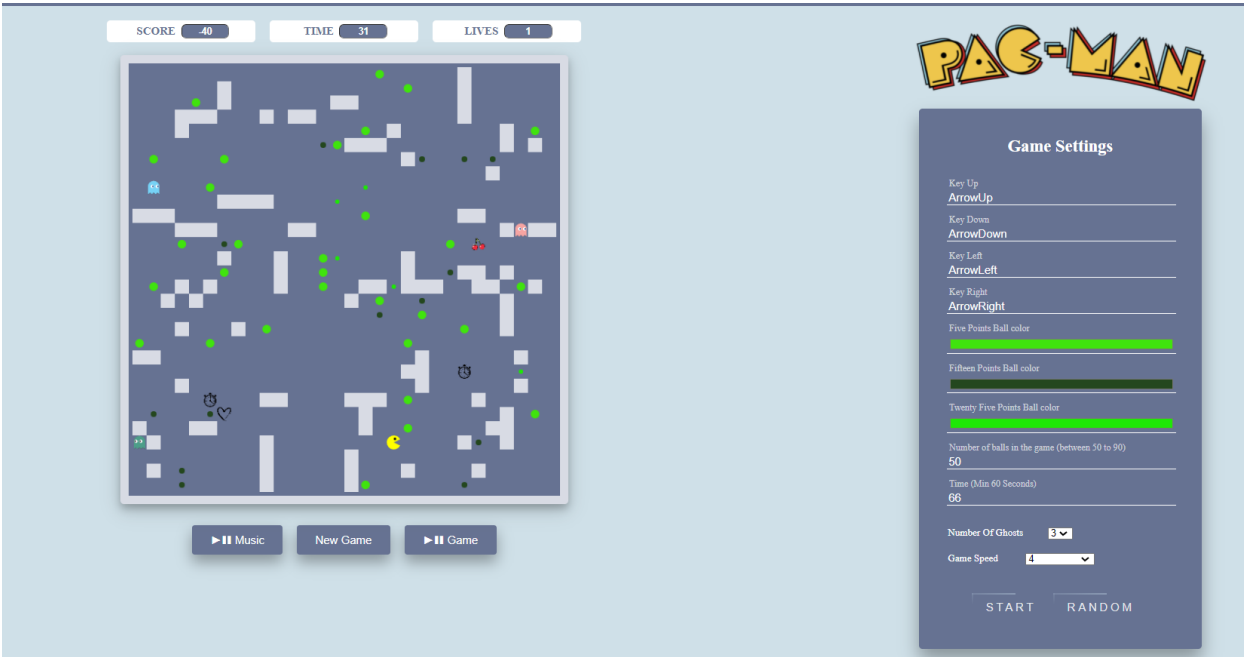 SCORE -40 TIME 31 LIVES 1
PAC-MAN
Game Settings
Key Up
ArrowUp
Key Down
ArrowDown
Key Left
ArrowLeft
Key Right
ArrowRight
Five Points Ball color
Fifteen Points Ball color
Twenty Five Points Ball color
Number of balls in the game (between 50 to 90)
50
Time (Min 60 Seconds)
66
Number Of Ghosts 3
Game Speed 4
START RANDOM
Music New Game Game